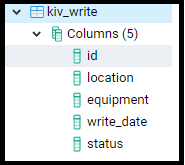 kiv_write
Columns (5)
id
location
equipment
write_date
status